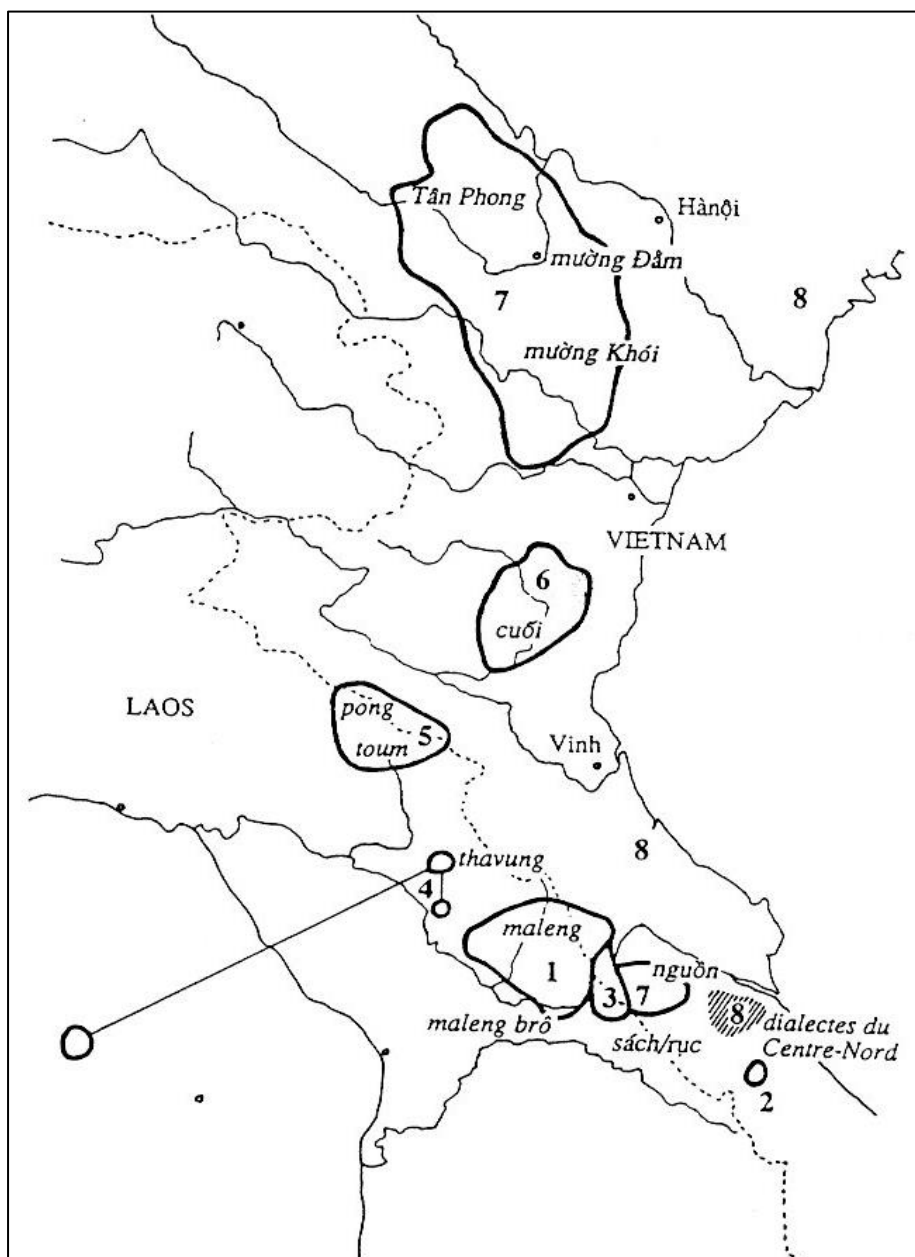 Tân Phong
Hànội
mường Đẳm
7
8
mường Khói
VIETNAM
6
cuối
LAOS
pong
toum
5
Vinh
8
thavung
4
maleng
1
nguồn
3
7
8
maleng brô
sách/rục
dialectes du
Centre-Nord
2